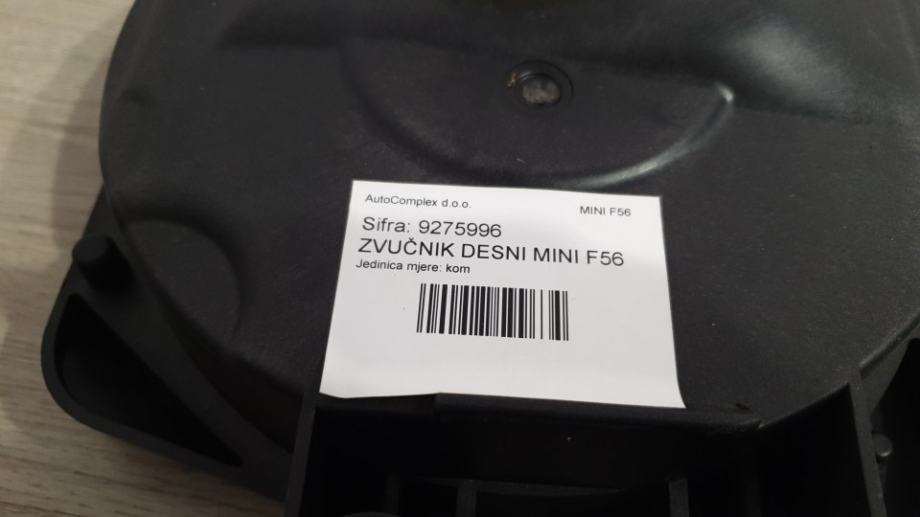 AutoComplex d.o.o.
MINI F56
Sifra: 9275996
ZVUČNIK DESNI MINI F56
Jedinica mjere: kom